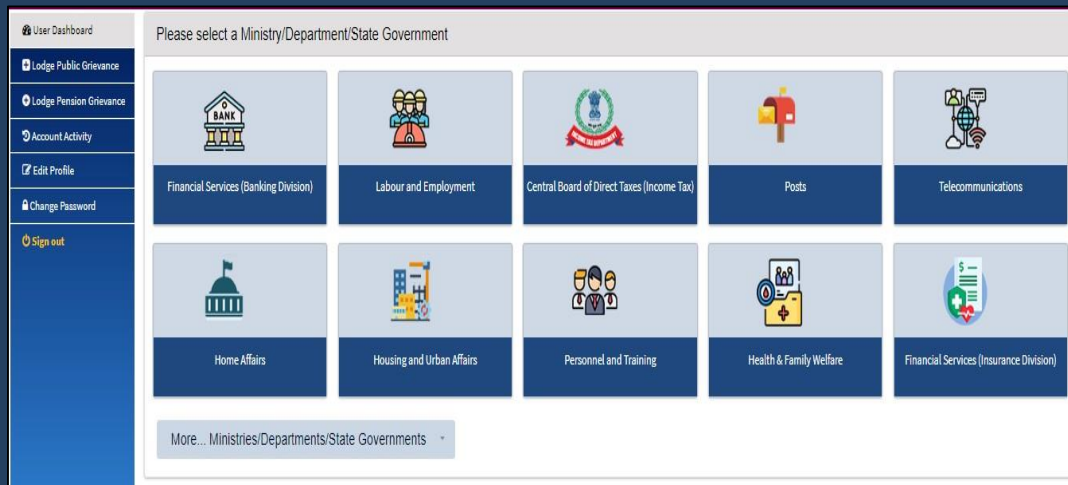 User Dashboard
Lodge Public Grievance
Lodge Pension Grievance
Account Activity
Edit Profile
Change Password
Sign out
Please select a Ministry/Department/State Government
BANK
Financial Services (Banking Division)
Labour and Employment
INCOME TAX DEPARTMENT
Central Board of Direct Taxes (Income Tax)
Posts
Telecommunications
Home Affairs
Housing and Urban Affairs
Personnel and Training
Health & Family Welfare
$
Financial Services (Insurance Division)
More... Ministries/Departments/State Governments